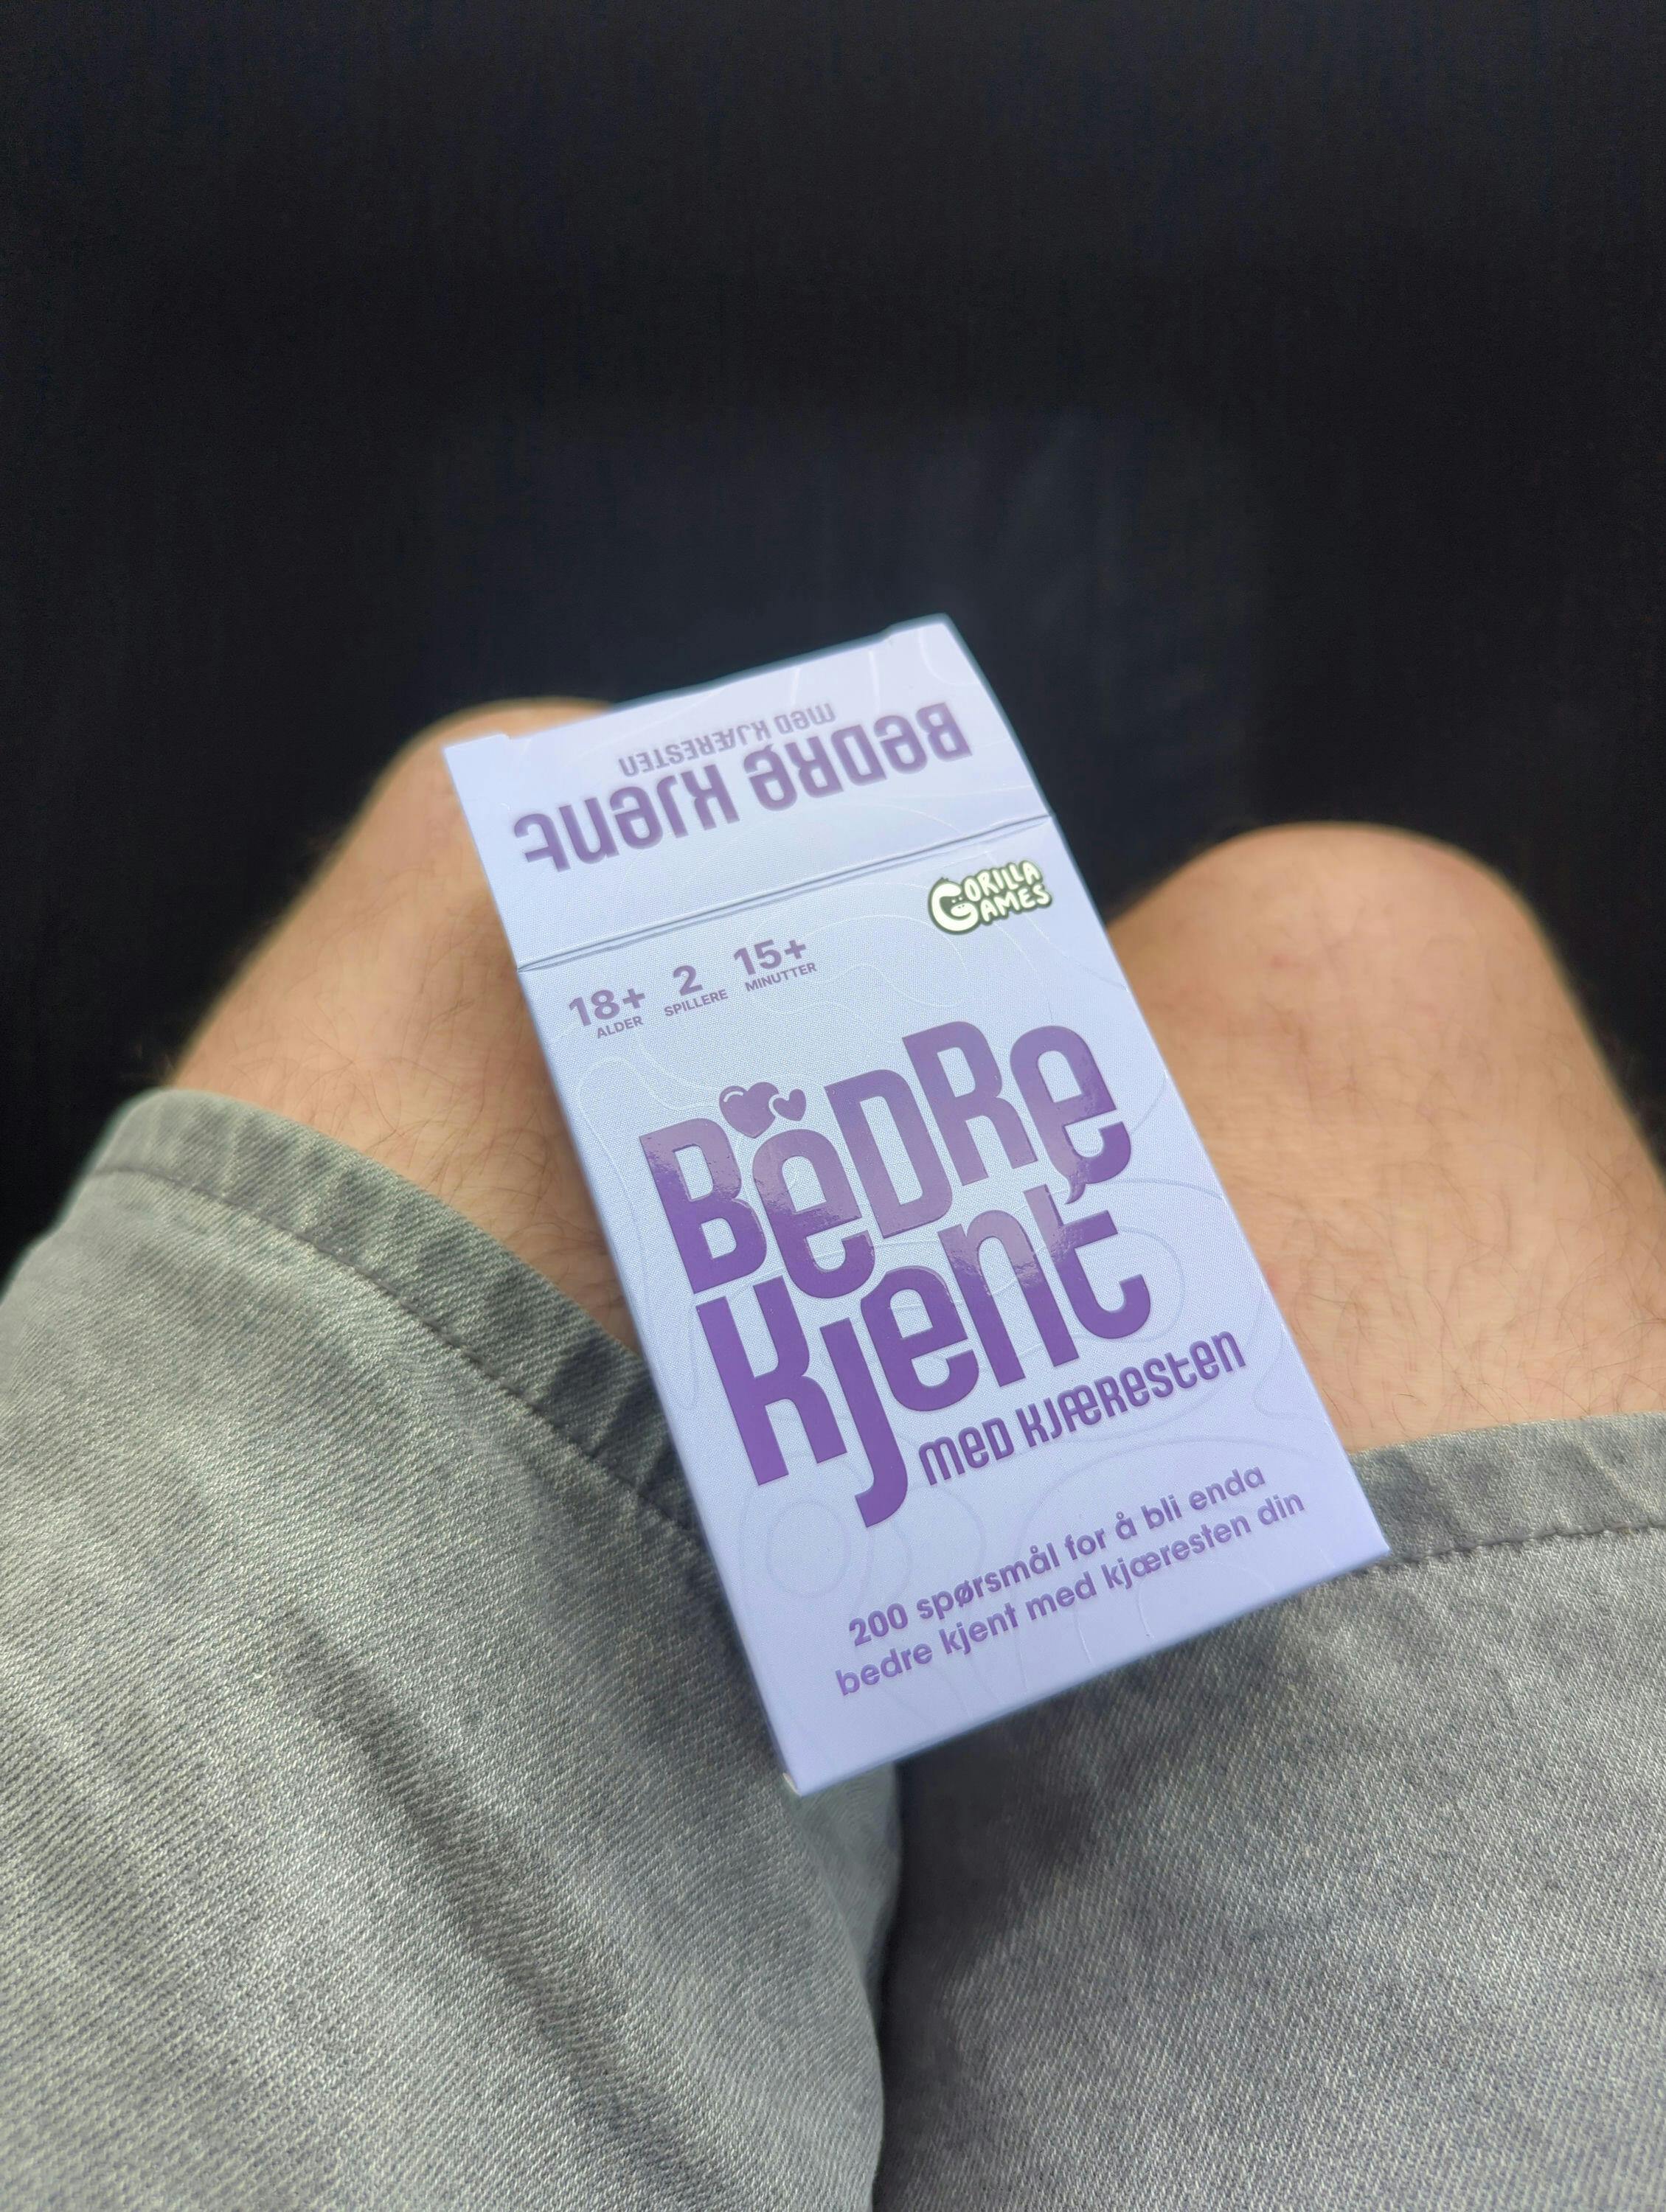 BeDRe kjent
med kjæresten
GORILLA GAMES
18+ ALDER
2 SPILLERE
15+ MINUTTER
BeDRe
kjent
meD kjæResten
200 spørsmål for å bli enda
bedre kjent med kjæresten din